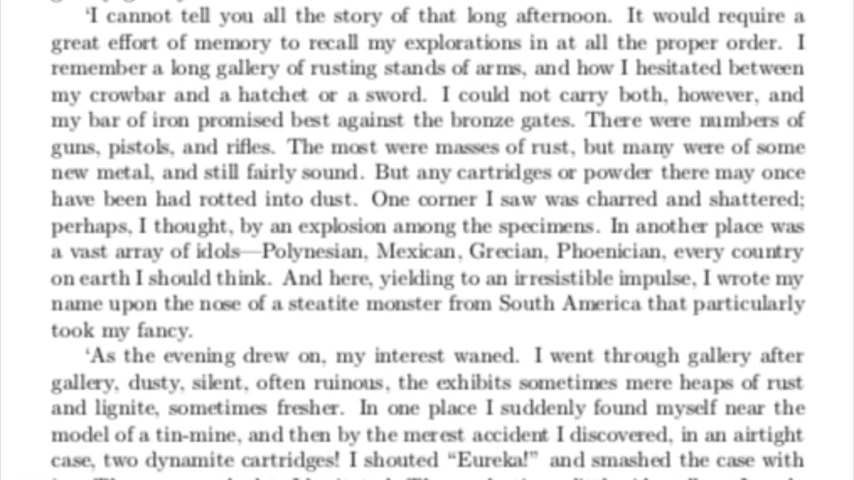 ‘I cannot tell you all the story of that long afternoon. It would require a
great effort of memory to recall my explorations in at all the proper order. I
remember a long gallery of rusting stands of arms, and how I hesitated between
my crowbar and a hatchet or a sword. I could not carry both, however, and
my bar of iron promised best against the bronze gates. There were numbers of
guns, pistols, and rifles. The most were masses of rust, but many were of some
new metal, and still fairly sound. But any cartridges or powder there may once
have been had rotted into dust. One corner I saw was charred and shattered;
perhaps, I thought, by an explosion among the specimens. In another place was
a vast array of idols—Polynesian, Mexican, Grecian, Phoenician, every country
on earth I should think. And here, yielding to an irresistible impulse, I wrote my
name upon the nose of a steatite monster from South America that particularly
took my fancy.
‘As the evening drew on, my interest waned. I went through gallery after
gallery, dusty, silent, often ruinous, the exhibits sometimes mere heaps of rust
and lignite, sometimes fresher. In one place I suddenly found myself near the
model of a tin-mine, and then by the merest accident I discovered, in an airtight
case, two dynamite cartridges! I shouted “Eureka!” and smashed the case with